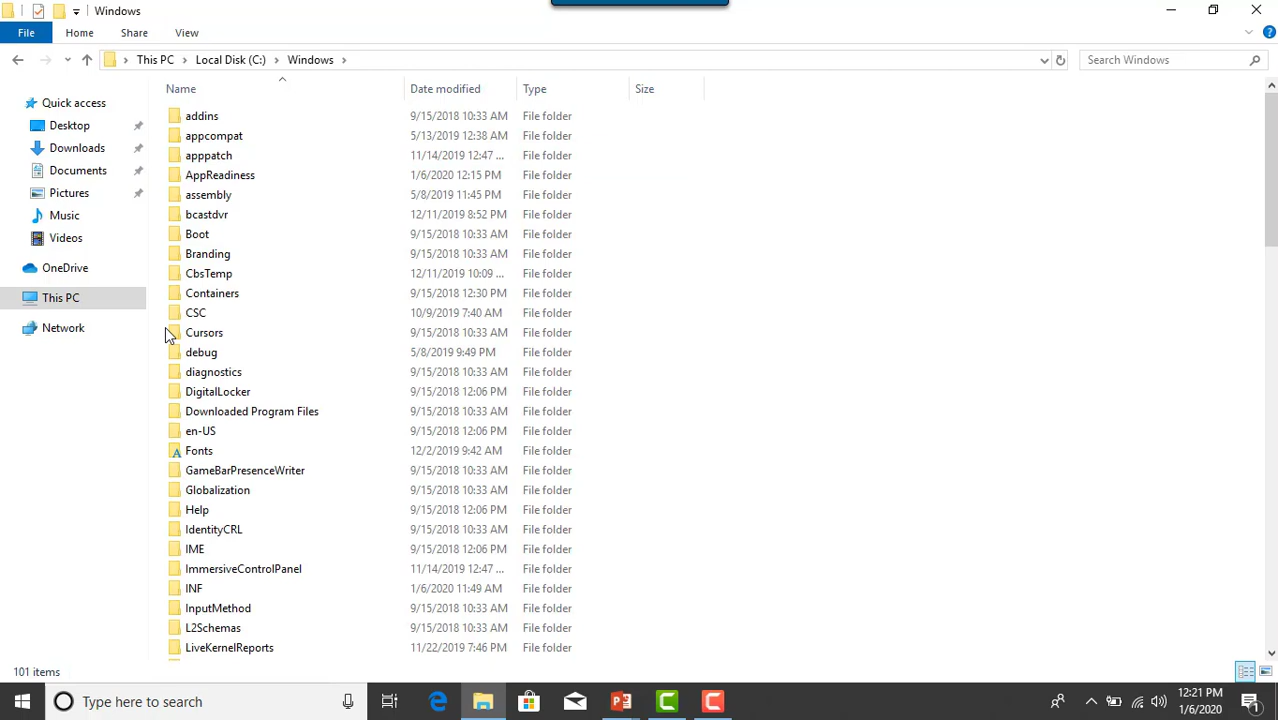 Windows
File Home Share View
This PC Local Disk (C:) Windows Search Windows
Name Date modified Type Size
Quick access
Desktop
Downloads
Documents
Pictures
Music
Videos
OneDrive
This PC
Network
addins 9/15/2018 10:33 AM File folder
appcompat 5/13/2019 12:38 AM File folder
apppatch 11/14/2019 12:47 ... File folder
AppReadiness 1/6/2020 12:15 PM File folder
assembly 5/8/2019 11:45 PM File folder
bcastdvr 12/11/2019 8:52 PM File folder
Boot 9/15/2018 10:33 AM File folder
Branding 9/15/2018 10:33 AM File folder
CbsTemp 12/11/2019 10:09 ... File folder
Containers 9/15/2018 12:30 PM File folder
CSC 10/9/2019 7:40 AM File folder
Cursors 9/15/2018 10:33 AM File folder
debug 5/8/2019 9:49 PM File folder
diagnostics 9/15/2018 10:33 AM File folder
DigitalLocker 9/15/2018 12:06 PM File folder
Downloaded Program Files 9/15/2018 10:33 AM File folder
en-US 9/15/2018 12:06 PM File folder
Fonts 12/2/2019 9:42 AM File folder
GameBarPresenceWriter 9/15/2018 10:33 AM File folder
Globalization 9/15/2018 10:33 AM File folder
Help 9/15/2018 12:06 PM File folder
IdentityCRL 9/15/2018 10:33 AM File folder
IME 9/15/2018 12:06 PM File folder
ImmersiveControlPanel 11/14/2019 12:47 ... File folder
INF 1/6/2020 11:49 AM File folder
InputMethod 9/15/2018 10:33 AM File folder
L2Schemas 9/15/2018 10:33 AM File folder
LiveKernelReports 11/22/2019 7:46 PM File folder
101 items
Type here to search
12:21 PM
1/6/2020